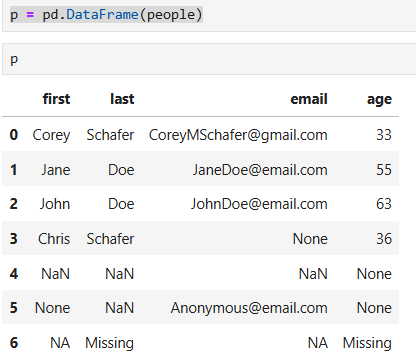 p = pd.DataFrame(people)
p
first last email age
0 Corey Schafer CoreyMSchafer@gmail.com 33
1 Jane Doe JaneDoe@email.com 55
2 John Doe JohnDoe@email.com 63
3 Chris Schafer None 36
4 NaN NaN NaN None
5 None NaN Anonymous@email.com None
6 NA Missing NA Missing